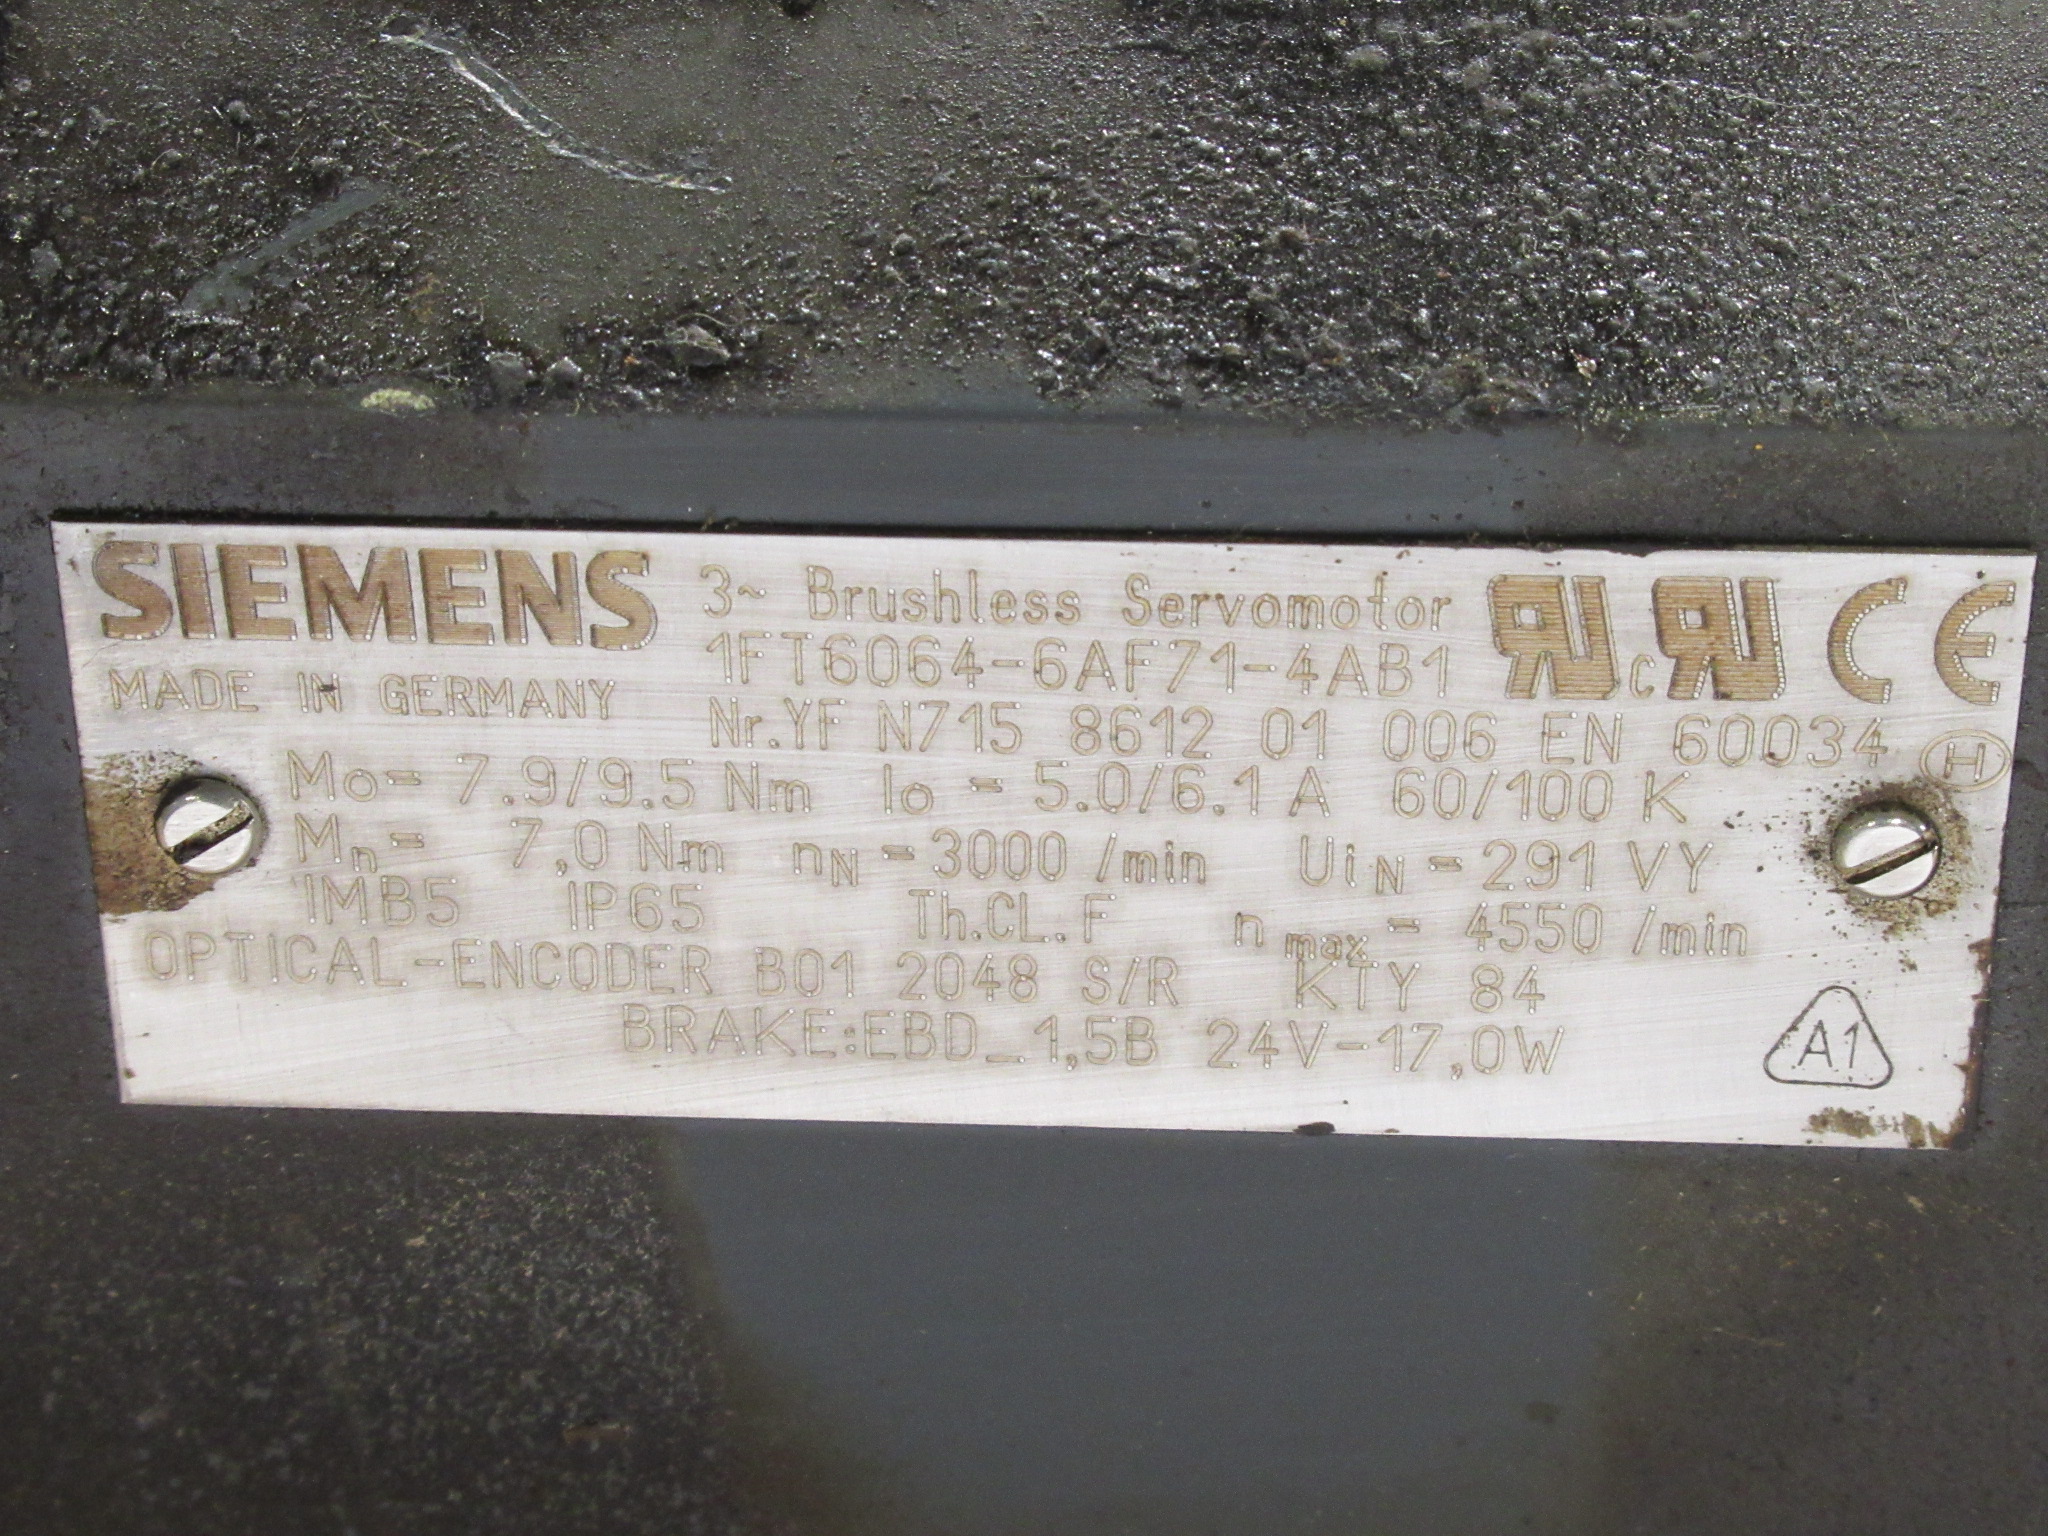 SIEMENS 3~ Brushless Servomotor
1FT6064-6AF71-4AB1
MADE IN GERMANY
Nr.YF N715 8612 01 006 EN 60034 H
Mo= 7.9/9.5 Nm Io = 5.0/6.1 A 60/100 K
Mn= 7,0 Nm nN = 3000 /min UiN = 291 VY
IMB5 IP65 Th.CL.F n max = 4550 /min
OPTICAL-ENCODER B01 2048 S/R KTY 84
BRAKE:EBD_1,5B 24V-17,0W
A1